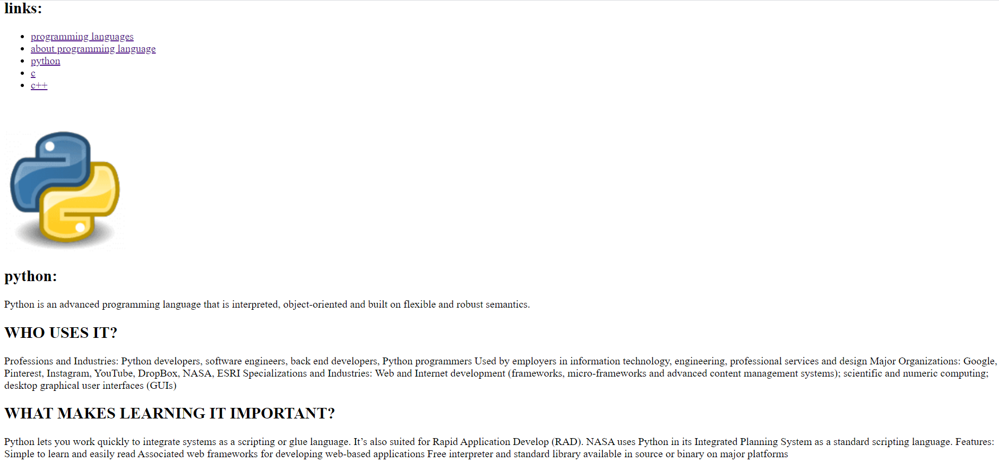 links:
programming languages
about programming language
python
c
c++
python:
Python is an advanced programming language that is interpreted, object-oriented and built on flexible and robust semantics.
WHO USES IT?
Professions and Industries: Python developers, software engineers, back end developers, Python programmers Used by employers in information technology, engineering, professional services and design Major Organizations: Google,
Pinterest, Instagram, YouTube, DropBox, NASA, ESRI Specializations and Industries: Web and Internet development (frameworks, micro-frameworks and advanced content management systems); scientific and numeric computing;
desktop graphical user interfaces (GUIs)
WHAT MAKES LEARNING IT IMPORTANT?
Python lets you work quickly to integrate systems as a scripting or glue language. It’s also suited for Rapid Application Develop (RAD). NASA uses Python in its Integrated Planning System as a standard scripting language. Features:
Simple to learn and easily read Associated web frameworks for developing web-based applications Free interpreter and standard library available in source or binary on major platforms